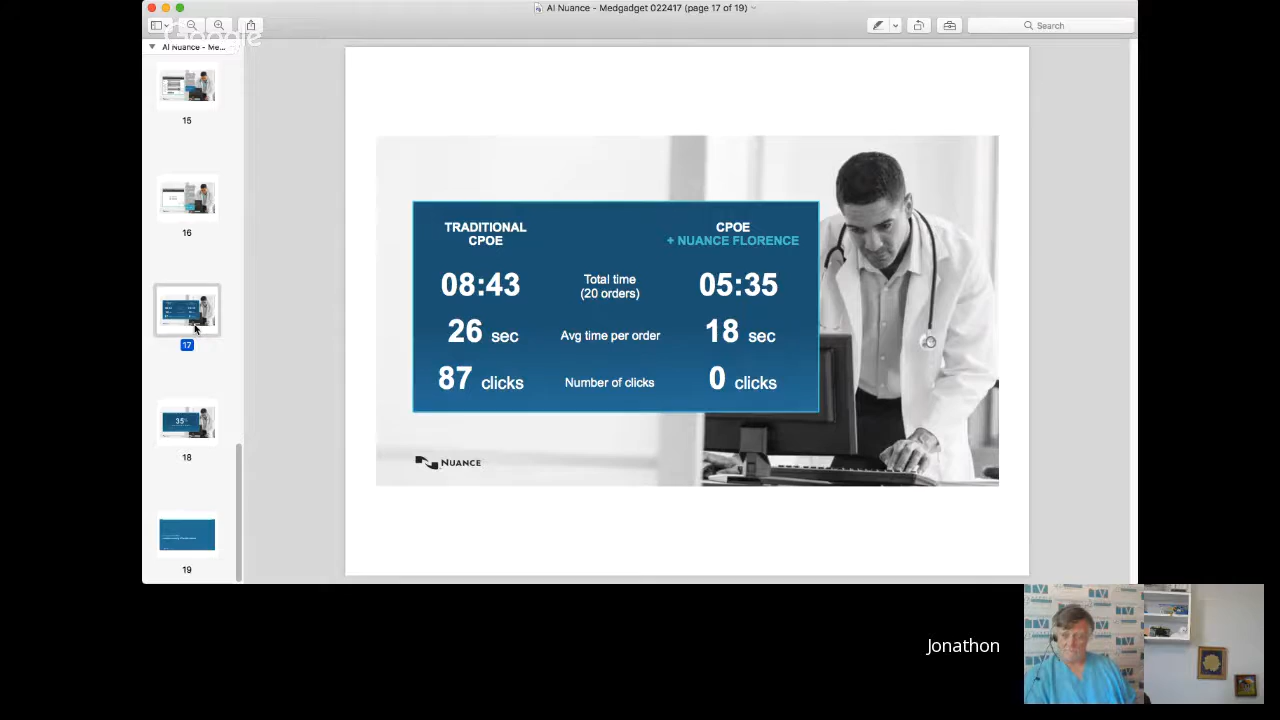 AI Nuance - Medgadget 022417 (page 17 of 19)
Google
Search
AI Nuance - Me...
15
16
17
18
19
TRADITIONAL CPOE
CPOE + NUANCE FLORENCE
08:43 Total time (20 orders) 05:35
26 sec Avg time per order 18 sec
87 clicks Number of clicks 0 clicks
NUANCE
35%
Jonathon